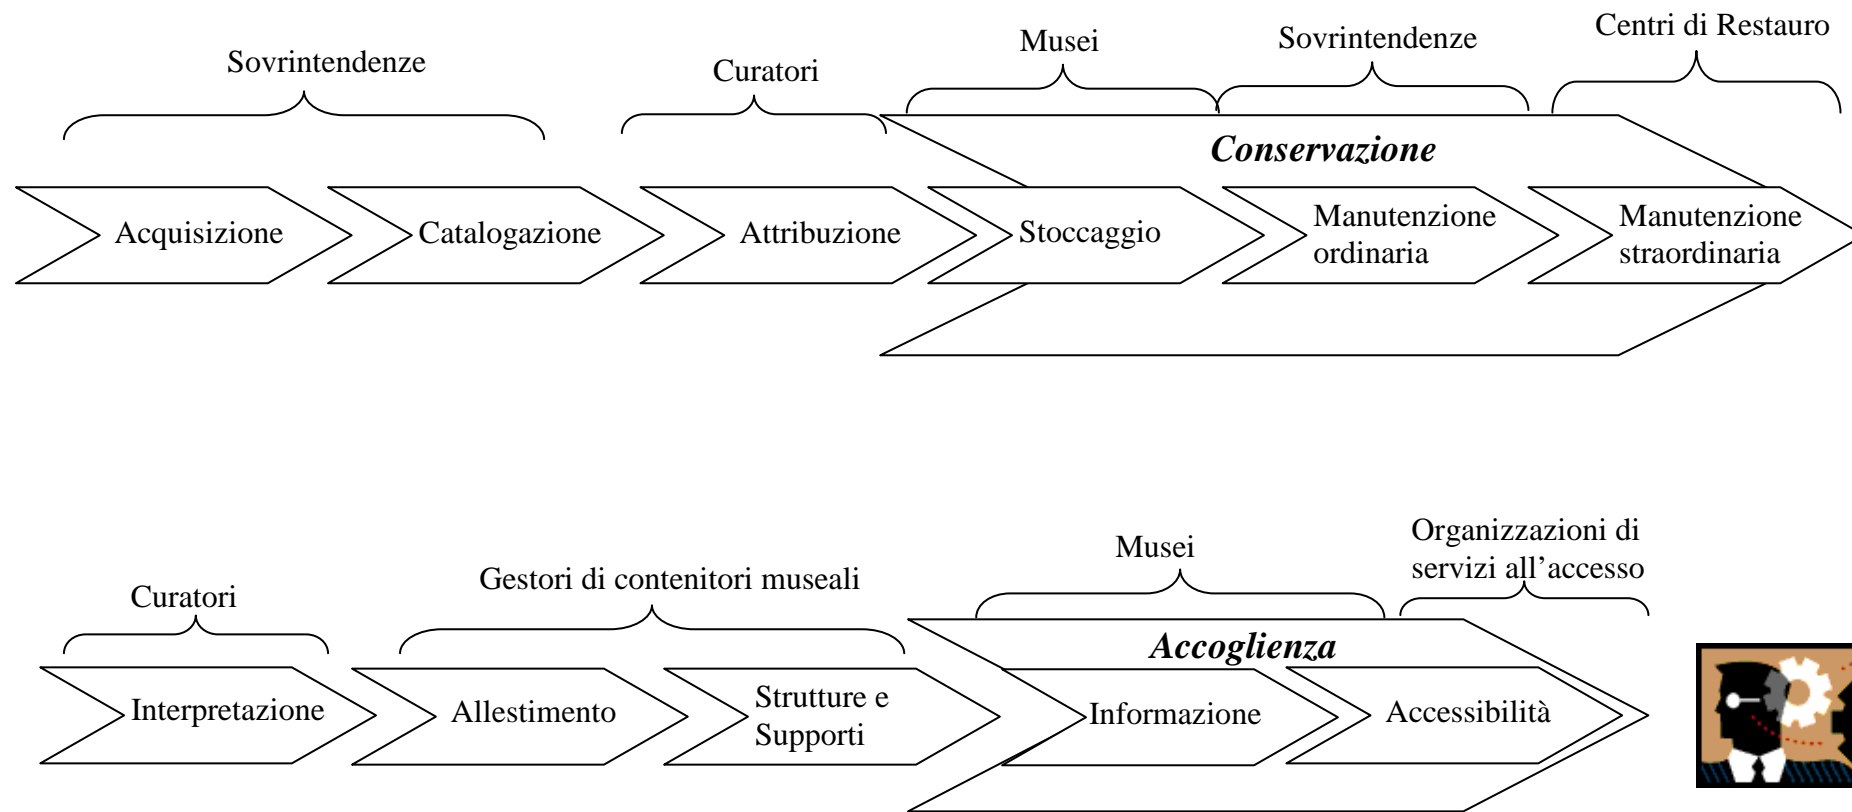 Sovrintendenze
Curatori
Musei
Sovrintendenze
Centri di Restauro
Conservazione
Acquisizione
Catalogazione
Attribuzione
Stoccaggio
Manutenzione
ordinaria
Manutenzione
straordinaria
Curatori
Gestori di contenitori museali
Musei
Organizzazioni di
servizi all’accesso
Accoglienza
Interpretazione
Allestimento
Strutture e
Supporti
Informazione
Accessibilità